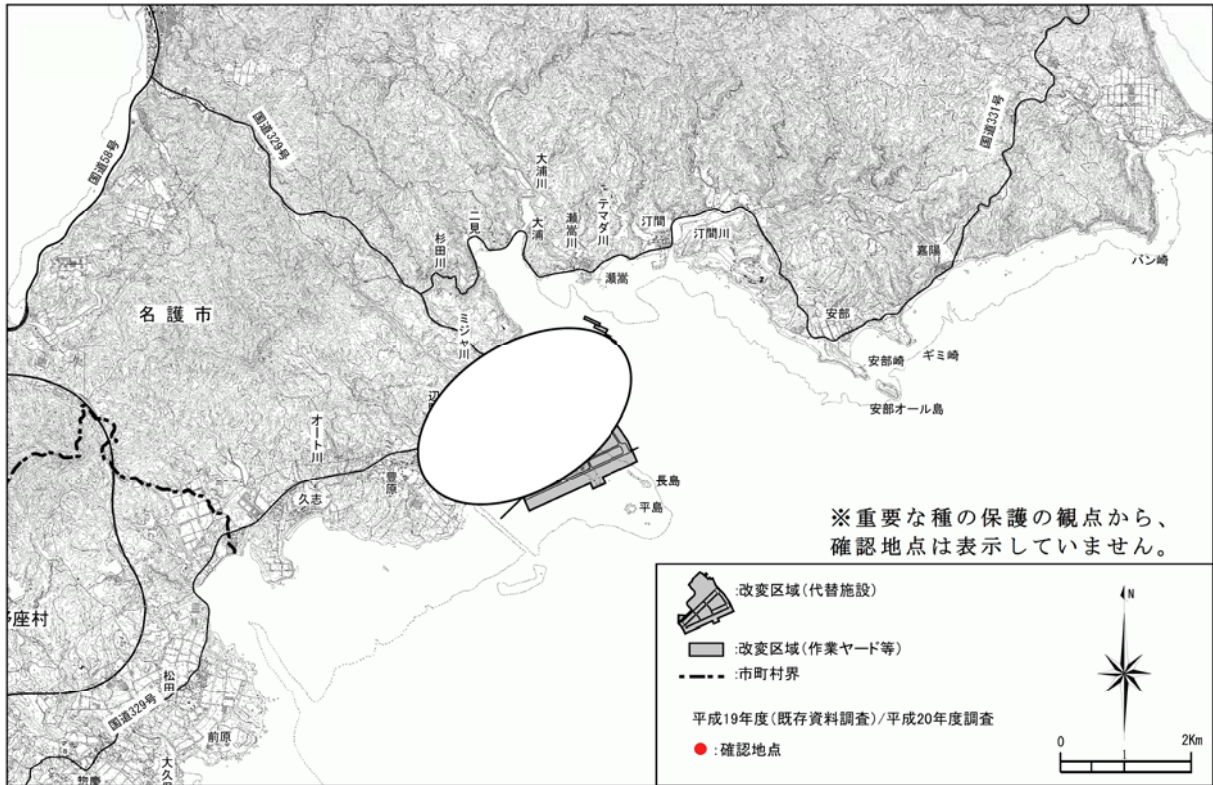 国道58号
国道329号
国道331号
大浦川
杉田川
二見
大浦
瀬嵩川
テマダ川
汀間
汀間川
瀬嵩
嘉陽
バン崎
名護市
ミジャ川
安部
安部崎
ギミ崎
安部オール島
オート川
久志
豊原
長島
平島
座村
松田
国道329号
前原
惣慶
※重要な種の保護の観点から、
確認地点は表示していません。
:改変区域(代替施設)
:改変区域(作業ヤード等)
:市町村界
平成19年度(既存資料調査)/平成20年度調査
:確認地点
N
0 1 2Km